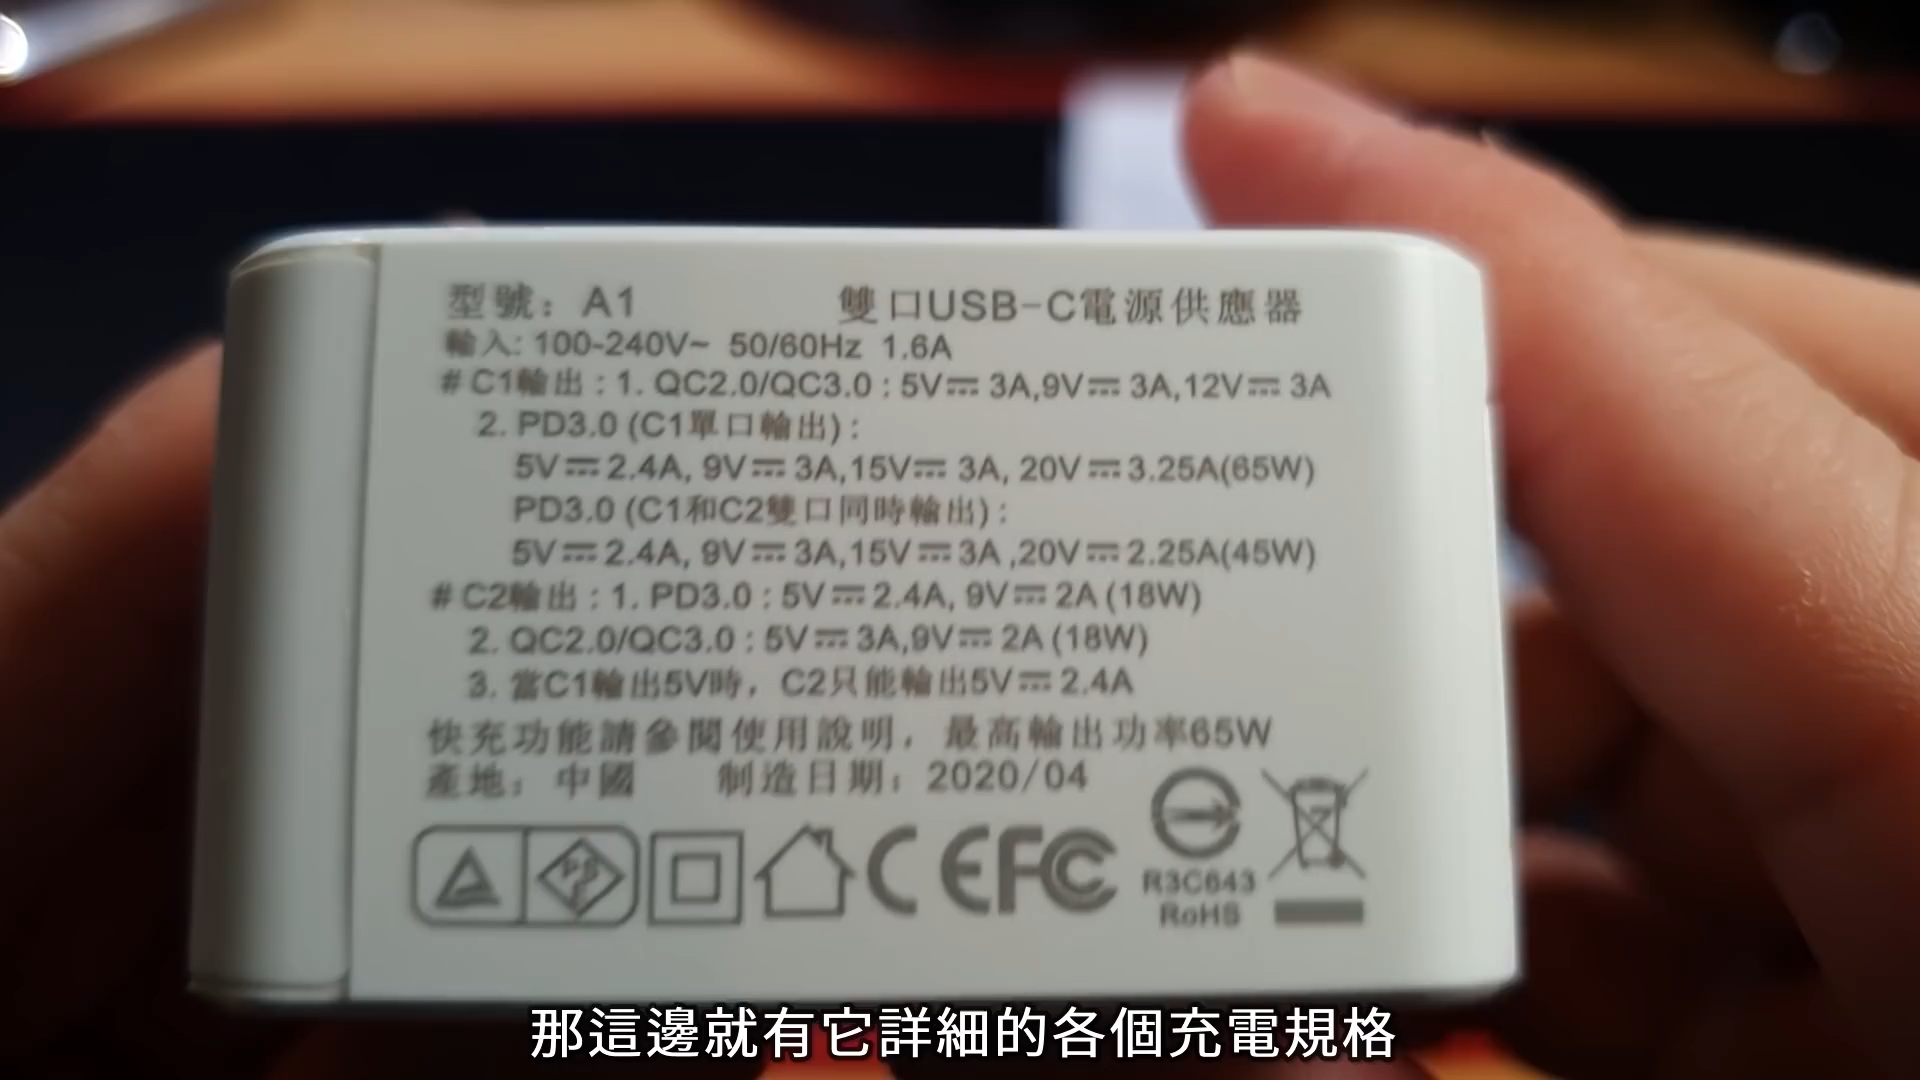 型號：A1 雙口USB-C電源供應器
輸入: 100-240V~ 50/60Hz 1.6A
# C1輸出 : 1. QC2.0/QC3.0 : 5V⎓ 3A,9V⎓ 3A,12V⎓ 3A
2. PD3.0 (C1單口輸出) :
5V⎓2.4A, 9V⎓3A,15V⎓ 3A, 20V⎓3.25A(65W)
PD3.0 (C1和C2雙口同時輸出) :
5V⎓2.4A, 9V⎓3A,15V⎓3A ,20V⎓2.25A(45W)
# C2輸出 : 1. PD3.0 : 5V⎓2.4A, 9V⎓ 2A (18W)
2. QC2.0/QC3.0 : 5V⎓ 3A,9V⎓ 2A (18W)
3. 當C1輸出5V時，C2只能輸出5V⎓2.4A
快充功能請參閱使用說明，最高輸出功率65W
產地：中國 制造日期：2020/04
PS
CE FC
R3C643
RoHS
那這邊就有它詳細的各個充電規格